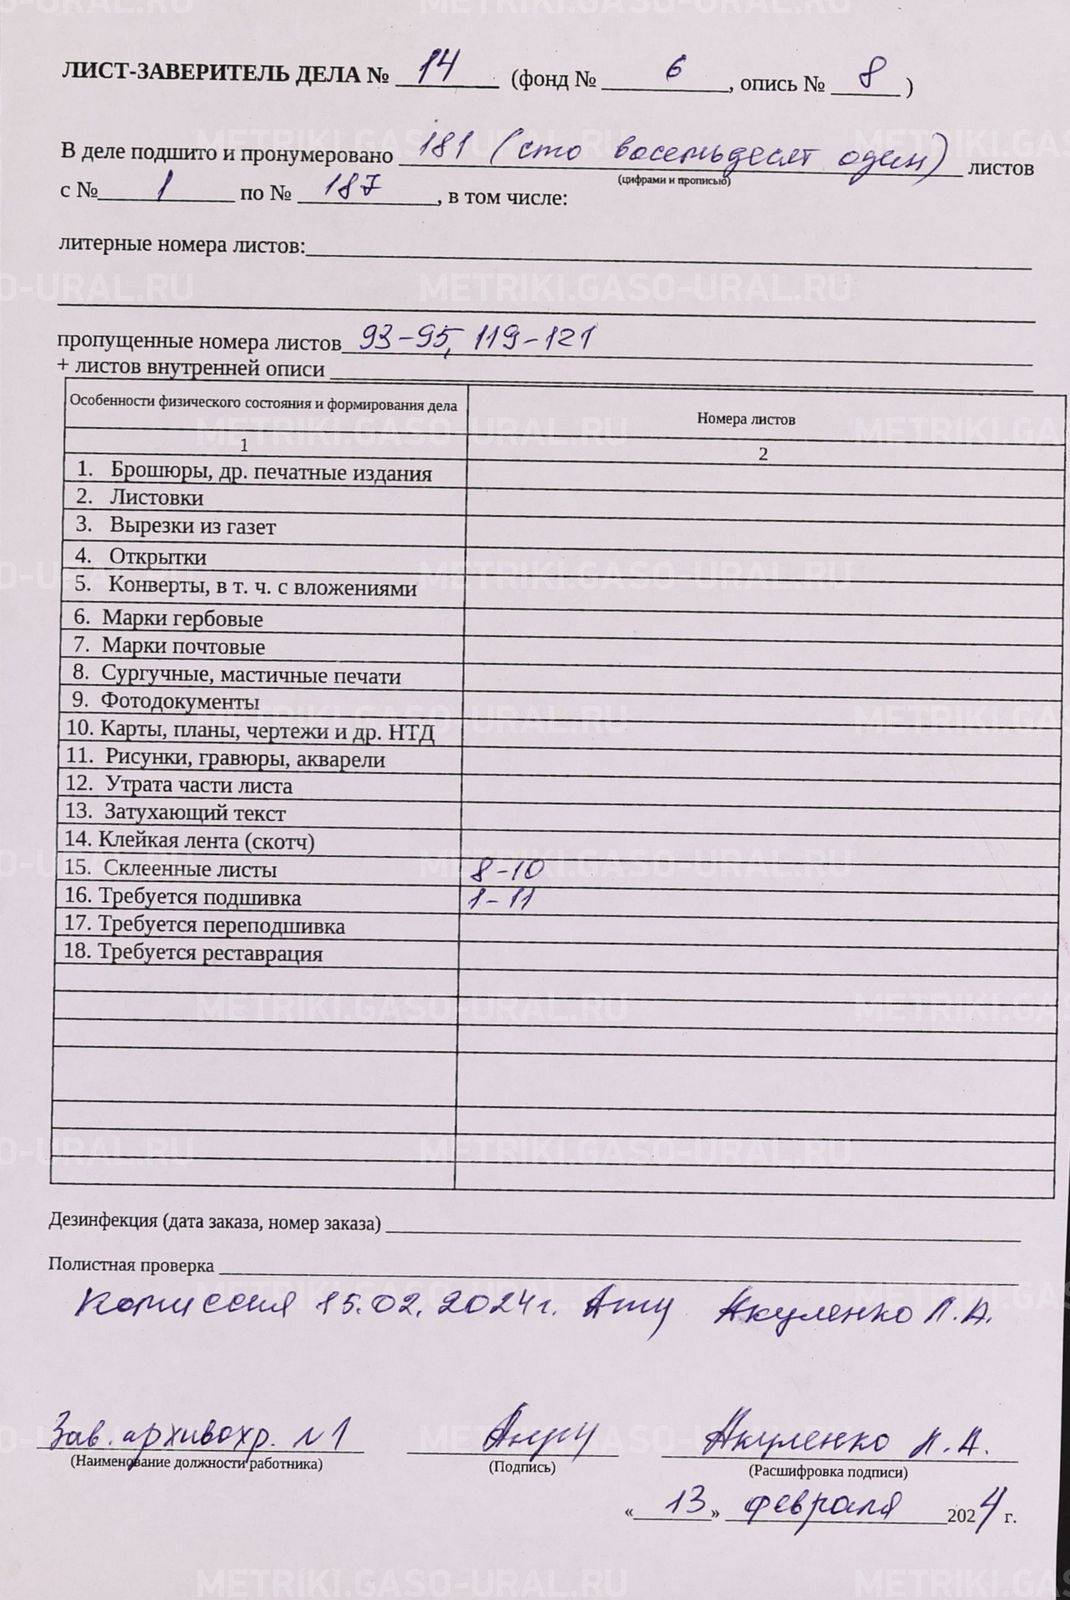 ЛИСТ-ЗАВЕРИТЕЛЬ ДЕЛА № 14 (фонд № 6, опись № 8)
В деле подшито и пронумеровано 181 (сто восемьдесят один) листов
(цифрами и прописью)
с № 1 по № 187, в том числе:
литерные номера листов:
пропущенные номера листов 93-95, 119-121
+ листов внутренней описи
Особенности физического состояния и формирования дела Номера листов
1 2
1. Брошюры, др. печатные издания
2. Листовки
3. Вырезки из газет
4. Открытки
5. Конверты, в т. ч. с вложениями
6. Марки гербовые
7. Марки почтовые
8. Сургучные, мастичные печати
9. Фотодокументы
10. Карты, планы, чертежи и др. НТД
11. Рисунки, гравюры, акварели
12. Утрата части листа
13. Затухающий текст
14. Клейкая лента (скотч)
15. Склеенные листы 8-10
16. Требуется подшивка 1-11
17. Требуется переподшивка
18. Требуется реставрация
Дезинфекция (дата заказа, номер заказа)
Полистная проверка
Комиссия 15.02.2024г. Акуленко Л.А.
Зав. архивохр. №1 Акуленко Л.А.
(Наименование должности работника) (Подпись) (Расшифровка подписи)
«13» февраля 2024 г.
METRIKI.GASO-URAL.RU